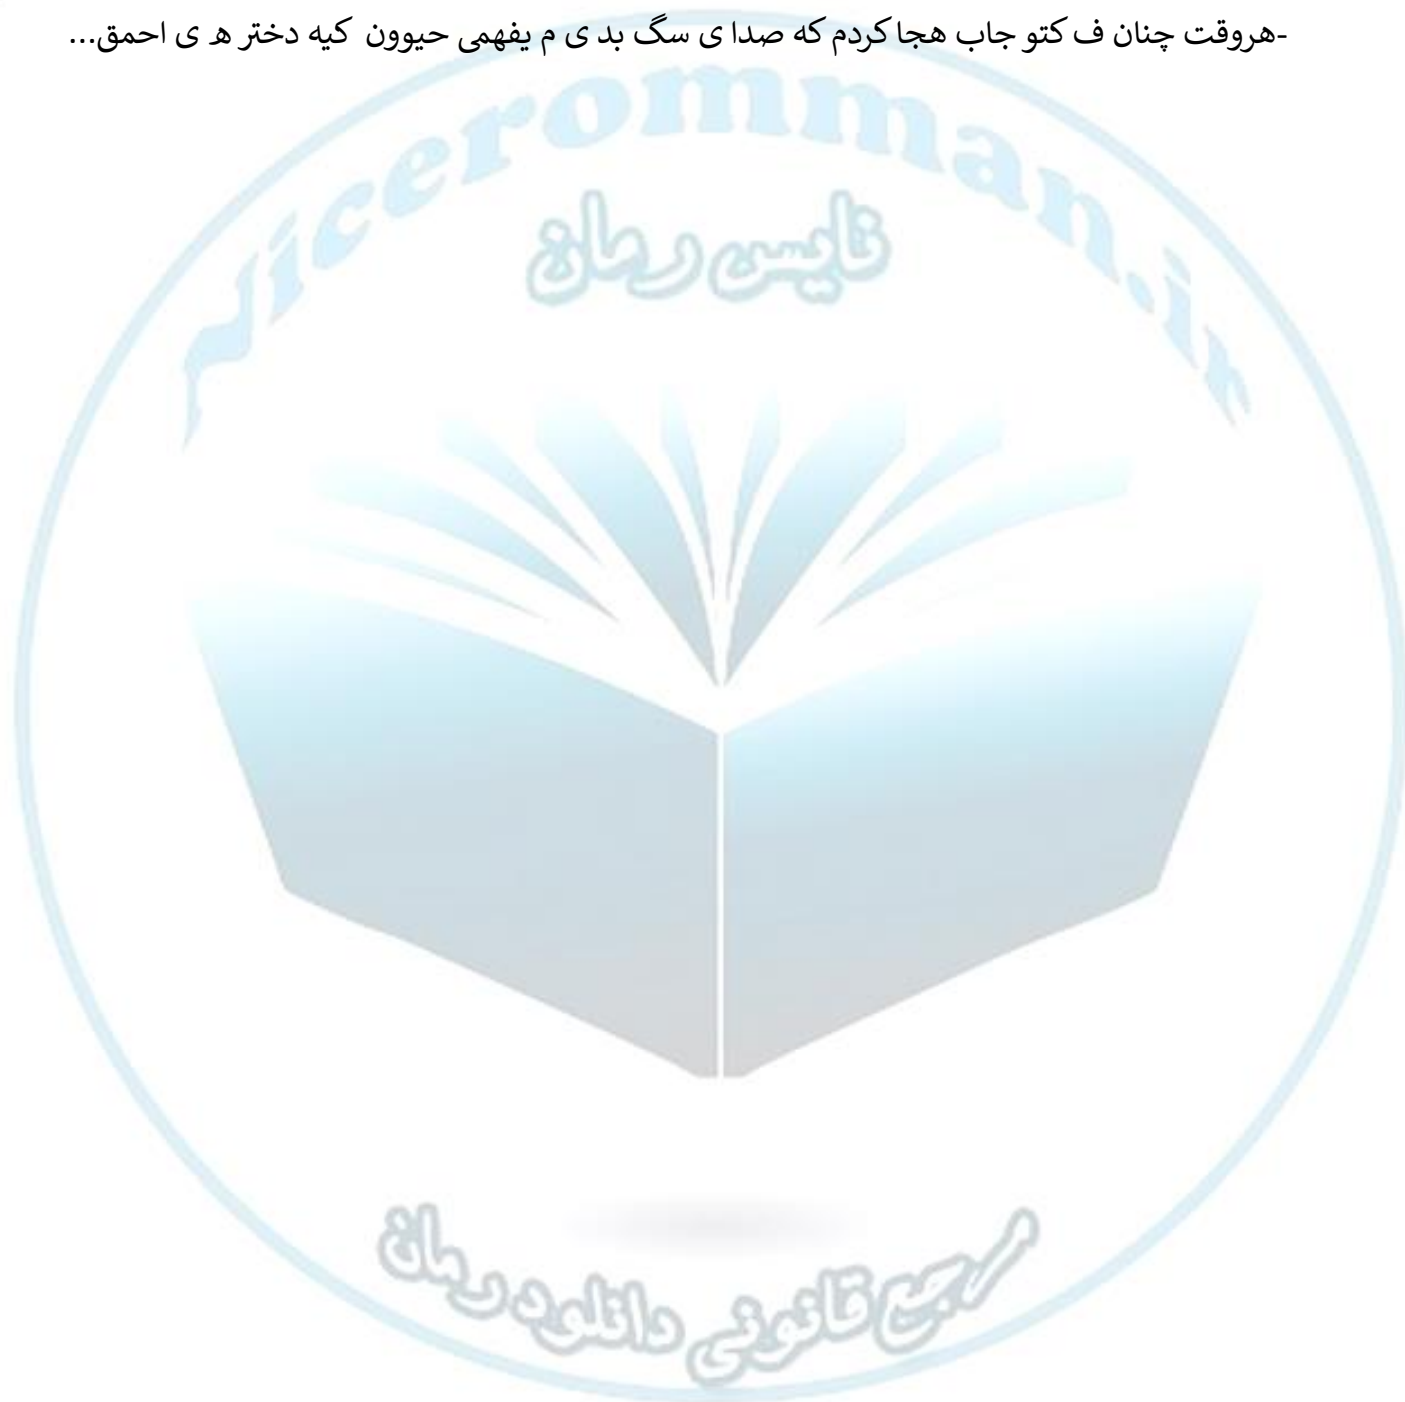 -هروقت چنان ف کتو جاب هجا کردم که صدا ی سگ بد ی م یفهمی حیوون کیه دختر ه ی احمق...
Niceromman.ir
نایس رمان
مرجع قانونی دانلود رمان